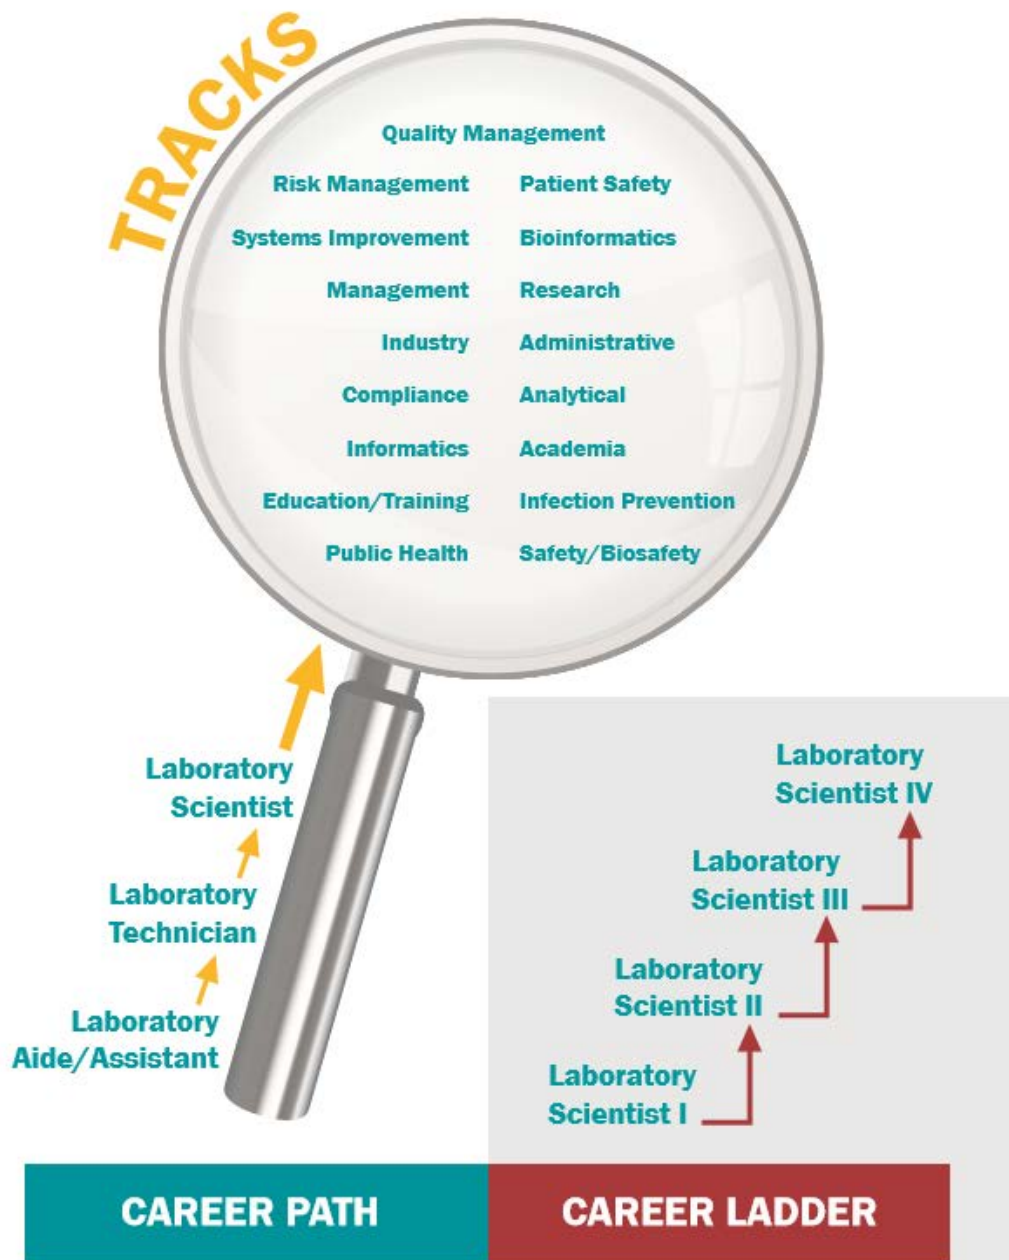 TRACKS
Quality Management
Risk Management
Patient Safety
Systems Improvement
Bioinformatics
Management
Research
Industry
Administrative
Compliance
Analytical
Informatics
Academia
Education/Training
Infection Prevention
Public Health
Safety/Biosafety
Laboratory
Scientist
Laboratory
Technician
Laboratory
Aide/Assistant
Laboratory
Scientist IV
Laboratory
Scientist III
Laboratory
Scientist II
Laboratory
Scientist I
CAREER PATH
CAREER LADDER